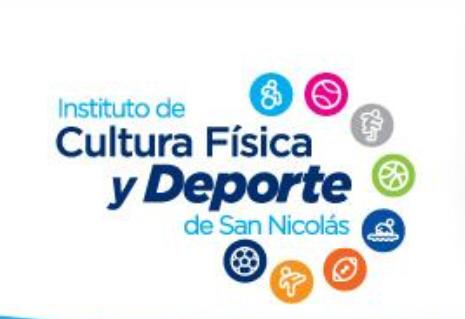 Instituto de
Cultura Física
y Deporte
de San Nicolás